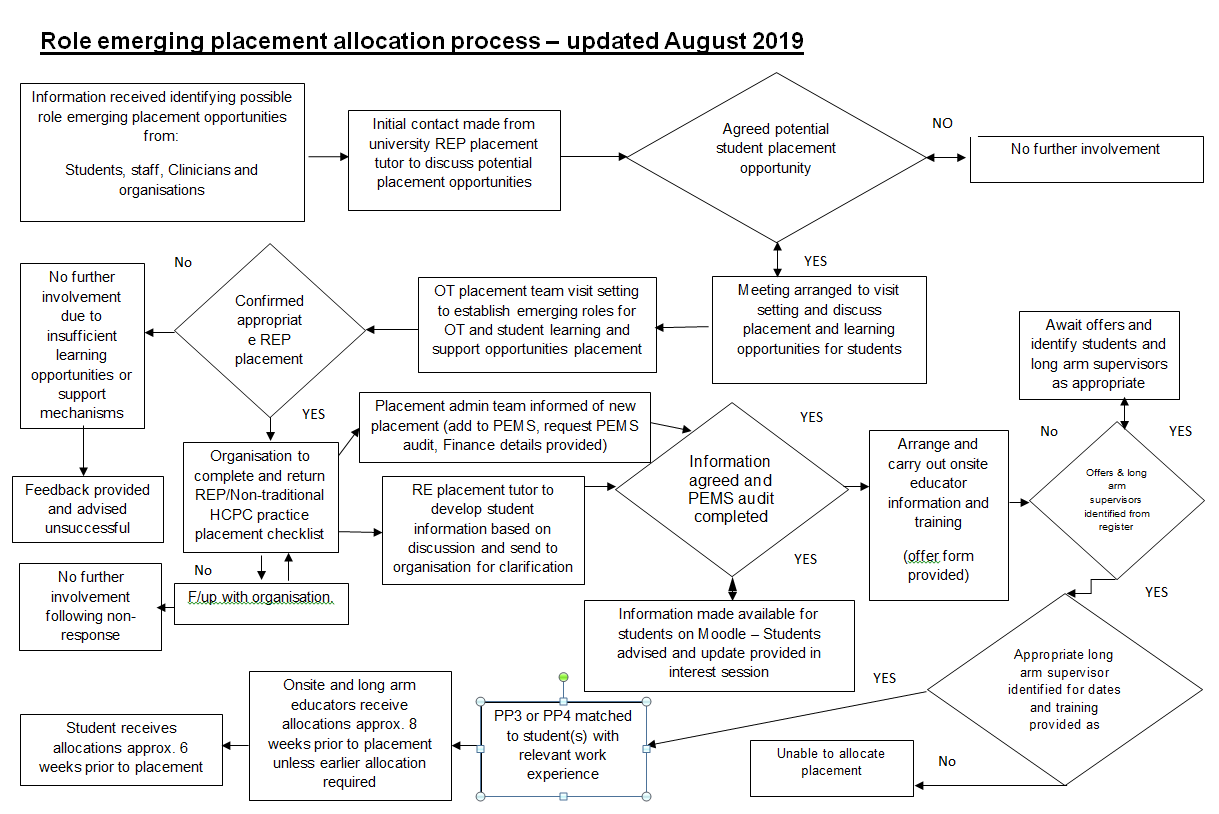 Role emerging placement allocation process – updated August 2019
Information received identifying possible
role emerging placement opportunities
from:
Students, staff, Clinicians and
organisations
Initial contact made from
university REP placement
tutor to discuss potential
placement opportunities
Agreed potential
student placement
opportunity
NO
No further involvement
YES
Meeting arranged to visit
setting and discuss
placement and learning
opportunities for students
OT placement team visit setting
to establish emerging roles for
OT and student learning and
support opportunities placement
Confirmed
appropriat
e REP
placement
No
No further
involvement
due to
insufficient
learning
opportunities or
support
mechanisms
Feedback provided
and advised
unsuccessful
YES
Organisation to
complete and return
REP/Non-traditional
HCPC practice
placement checklist
No
F/up with organisation.
No further
involvement
following non-
response
Placement admin team informed of new
placement (add to PEMS, request PEMS
audit, Finance details provided)
RE placement tutor to
develop student
information based on
discussion and send to
organisation for clarification
Information
agreed and
PEMS audit
completed
YES
YES
Information made available for
students on Moodle – Students
advised and update provided in
interest session
Arrange and
carry out onsite
educator
information and
training
(offer form
provided)
Await offers and
identify students and
long arm supervisors
as appropriate
No
YES
Offers & long
arm
supervisors
identified from
register
YES
Appropriate long
arm supervisor
identified for dates
and training
provided as
YES
No
Unable to allocate
placement
PP3 or PP4 matched
to student(s) with
relevant work
experience
Onsite and long arm
educators receive
allocations approx. 8
weeks prior to placement
unless earlier allocation
required
Student receives
allocations approx. 6
weeks prior to placement